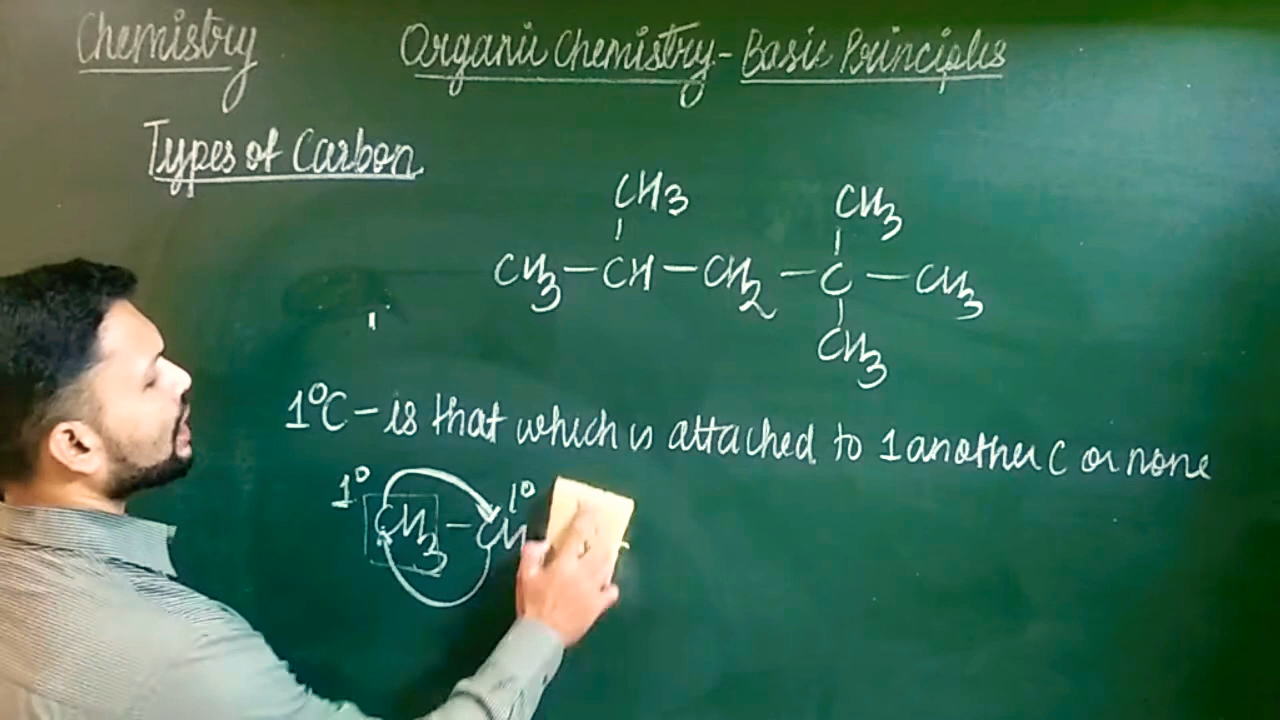 Chemistry
Organic Chemistry - Basic Principles
Types of Carbon
CH3 CH3
CH3 — CH — CH2 — C — CH3
CH3
1°C – is that which is attached to 1 another C or none
1° 1°
CH3 – CH